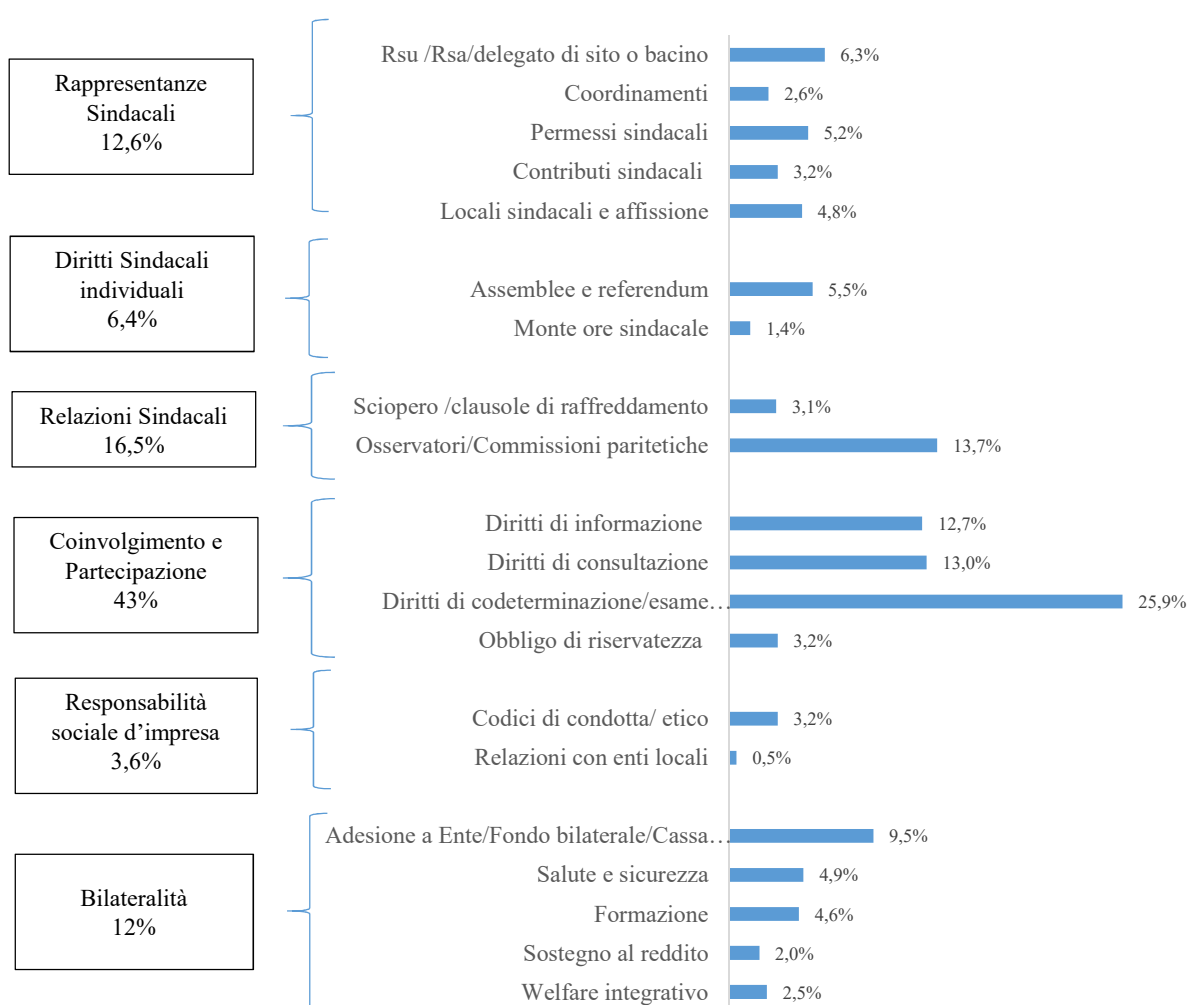 Rappresentanze
Sindacali
12,6%
Rsu /Rsa/delegato di sito o bacino 6,3%
Coordinamenti 2,6%
Permessi sindacali 5,2%
Contributi sindacali 3,2%
Locali sindacali e affissione 4,8%
Diritti Sindacali
individuali
6,4%
Assemblee e referendum 5,5%
Monte ore sindacale 1,4%
Relazioni Sindacali
16,5%
Sciopero /clausole di raffreddamento 3,1%
Osservatori/Commissioni paritetiche 13,7%
Coinvolgimento e
Partecipazione
43%
Diritti di informazione 12,7%
Diritti di consultazione 13,0%
Diritti di codeterminazione/esame… 25,9%
Obbligo di riservatezza 3,2%
Responsabilità
sociale d’impresa
3,6%
Codici di condotta/ etico 3,2%
Relazioni con enti locali 0,5%
Bilateralità
12%
Adesione a Ente/Fondo bilaterale/Cassa… 9,5%
Salute e sicurezza 4,9%
Formazione 4,6%
Sostegno al reddito 2,0%
Welfare integrativo 2,5%